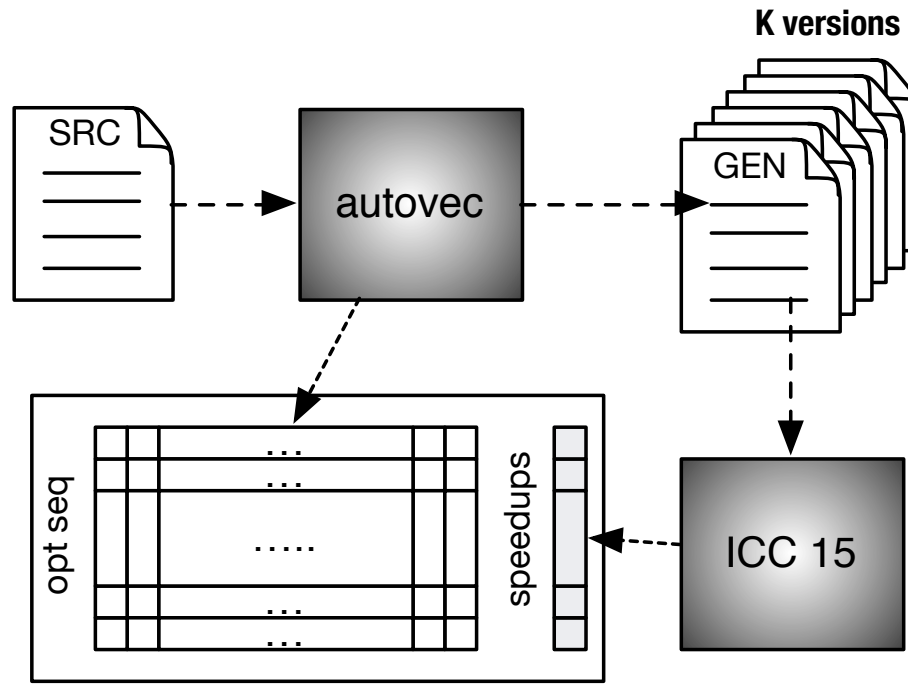 K versions
SRC
autovec
GEN
opt seq
...
...
.....
...
...
speedups
ICC 15